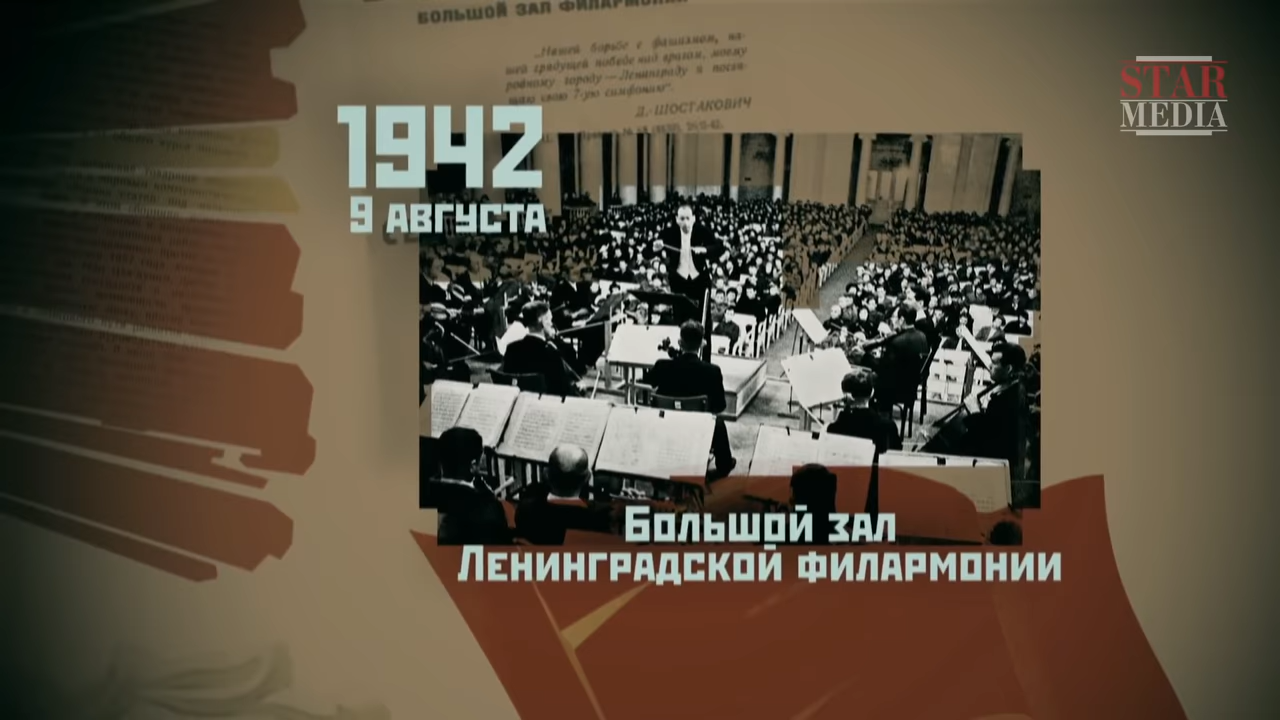 БОЛЬШОЙ ЗАЛ ФИЛАРМОНИИ
„Нашей борьбе с фашизмом, на-
шей грядущей победе над врагом, моему
родному городу — Ленинграду я посвя-
щаю свою 7-ую симфонию".
Д. ШОСТАКОВИЧ
STAR
MEDIA
1942
9 августа
Большой зал
Ленинградской филармонии